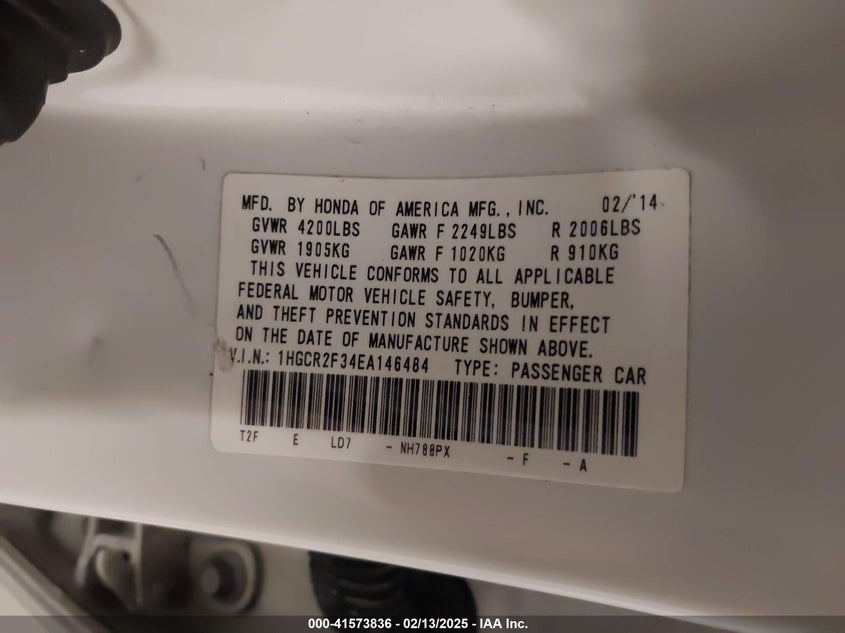 MFD. BY HONDA OF AMERICA MFG., INC. 02/'14
GVWR 4200LBS GAWR F 2249LBS R 2006LBS
GVWR 1905KG GAWR F 1020KG R 910KG
THIS VEHICLE CONFORMS TO ALL APPLICABLE
FEDERAL MOTOR VEHICLE SAFETY, BUMPER,
AND THEFT PREVENTION STANDARDS IN EFFECT
ON THE DATE OF MANUFACTURE SHOWN ABOVE.
V.I.N.: 1HGCR2F34EA146484 TYPE: PASSENGER CAR
T2F E LD7 - NH788PX - F - A
000-41573836 - 02/13/2025 - IAA Inc.